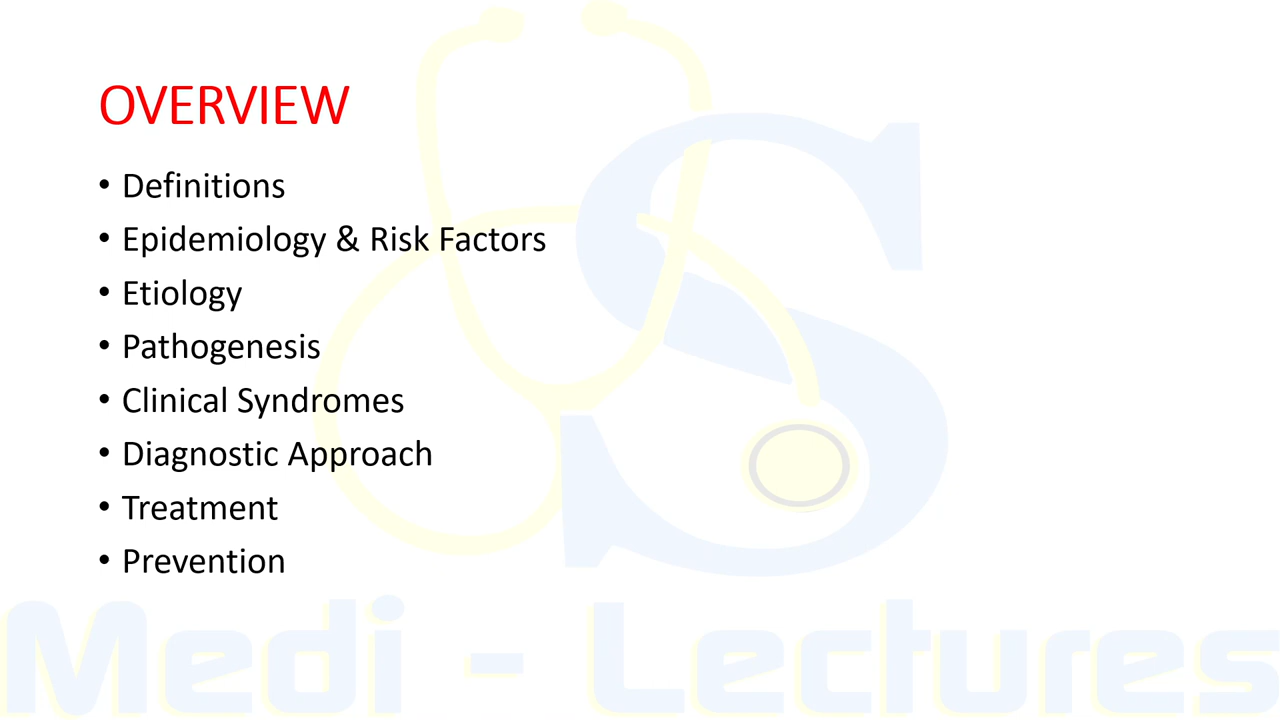 OVERVIEW
• Definitions
• Epidemiology & Risk Factors
• Etiology
• Pathogenesis
• Clinical Syndromes
• Diagnostic Approach
• Treatment
• Prevention
S
Medi - Lectures